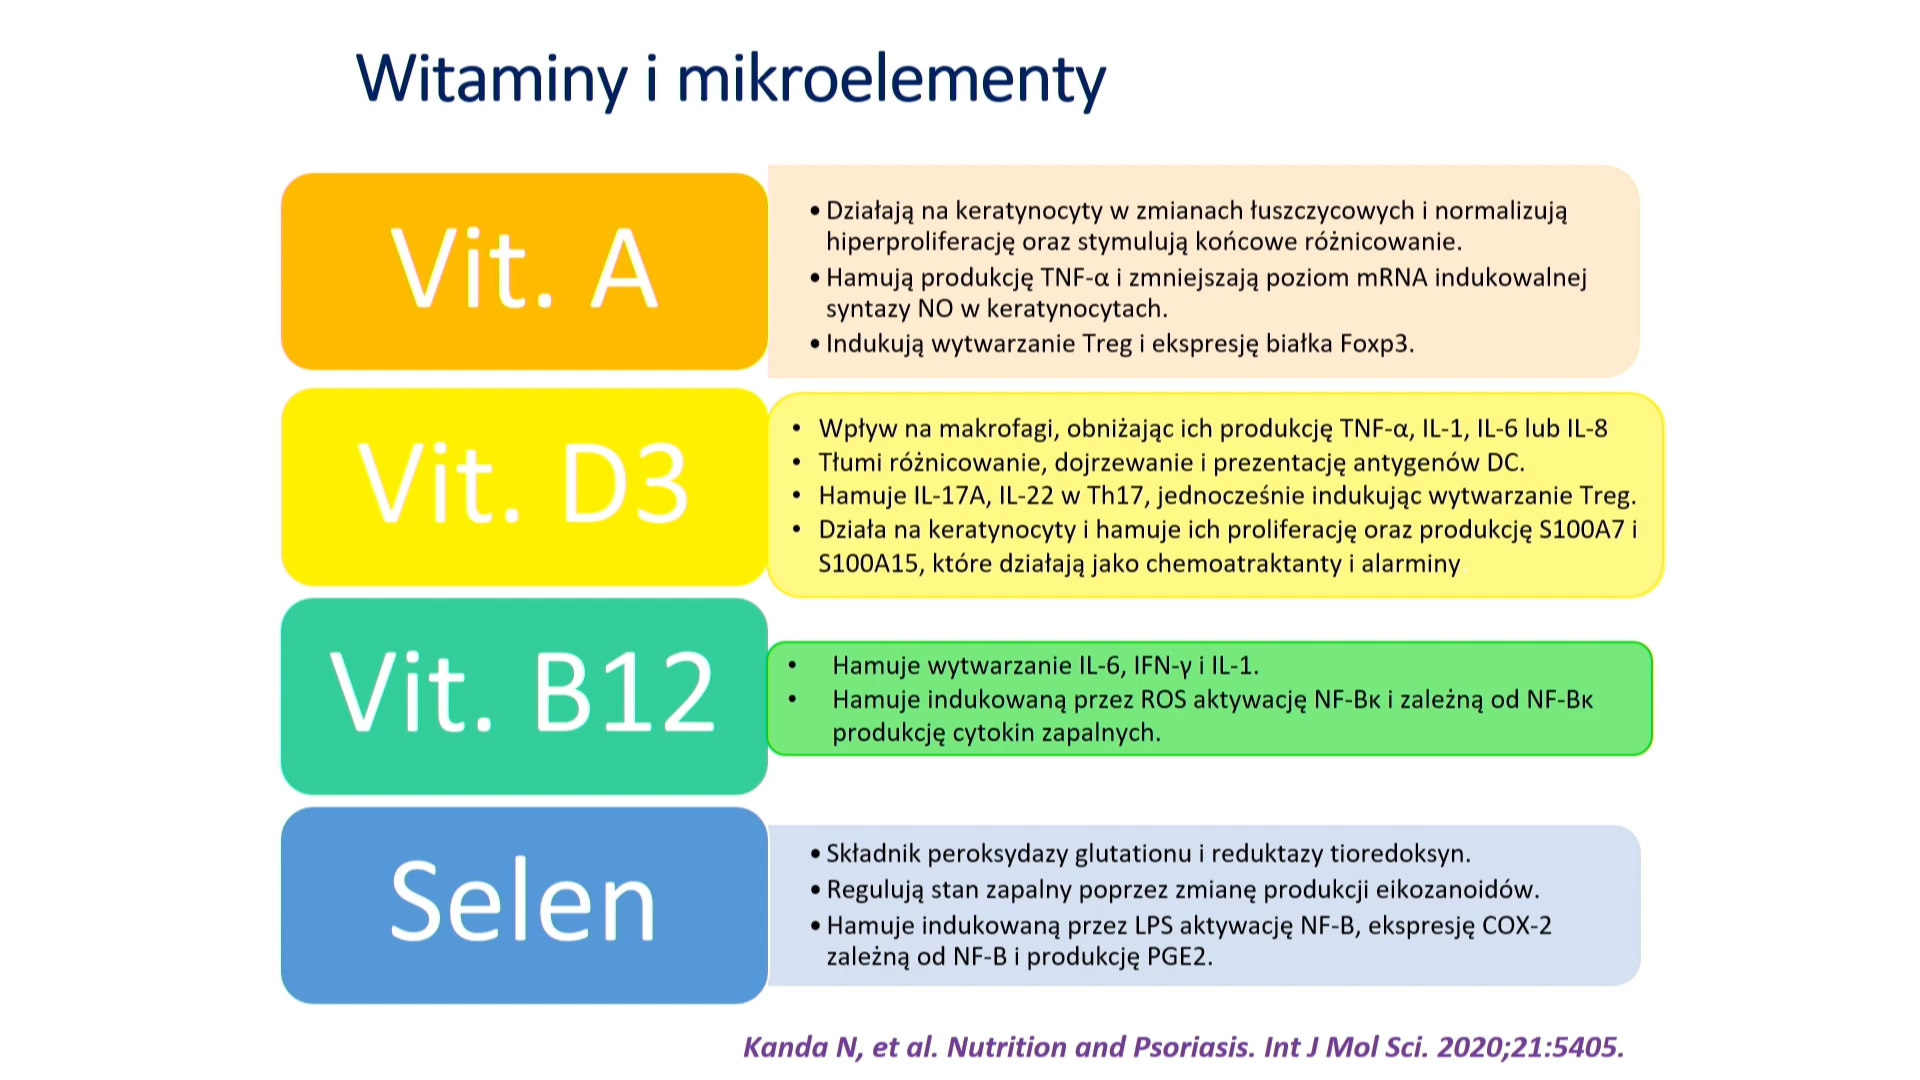 Witaminy i mikroelementy
Vit. A
• Działają na keratynocyty w zmianach łuszczycowych i normalizują
hiperproliferację oraz stymulują końcowe różnicowanie.
• Hamują produkcję TNF-α i zmniejszają poziom mRNA indukowalnej
syntazy NO w keratynocytach.
• Indukują wytwarzanie Treg i ekspresję białka Foxp3.
Vit. D3
• Wpływ na makrofagi, obniżając ich produkcję TNF-α, IL-1, IL-6 lub IL-8
• Tłumi różnicowanie, dojrzewanie i prezentację antygenów DC.
• Hamuje IL-17A, IL-22 w Th17, jednocześnie indukując wytwarzanie Treg.
• Działa na keratynocyty i hamuje ich proliferację oraz produkcję S100A7 i
S100A15, które działają jako chemoatraktanty i alarminy
Vit. B12
• Hamuje wytwarzanie IL-6, IFN-γ i IL-1.
• Hamuje indukowaną przez ROS aktywację NF-Bκ i zależną od NF-Bκ
produkcję cytokin zapalnych.
Selen
• Składnik peroksydazy glutationu i reduktazy tioredoksyn.
• Regulują stan zapalny poprzez zmianę produkcji eikozanoidów.
• Hamuje indukowaną przez LPS aktywację NF-B, ekspresję COX-2
zależną od NF-B i produkcję PGE2.
Kanda N, et al. Nutrition and Psoriasis. Int J Mol Sci. 2020;21:5405.